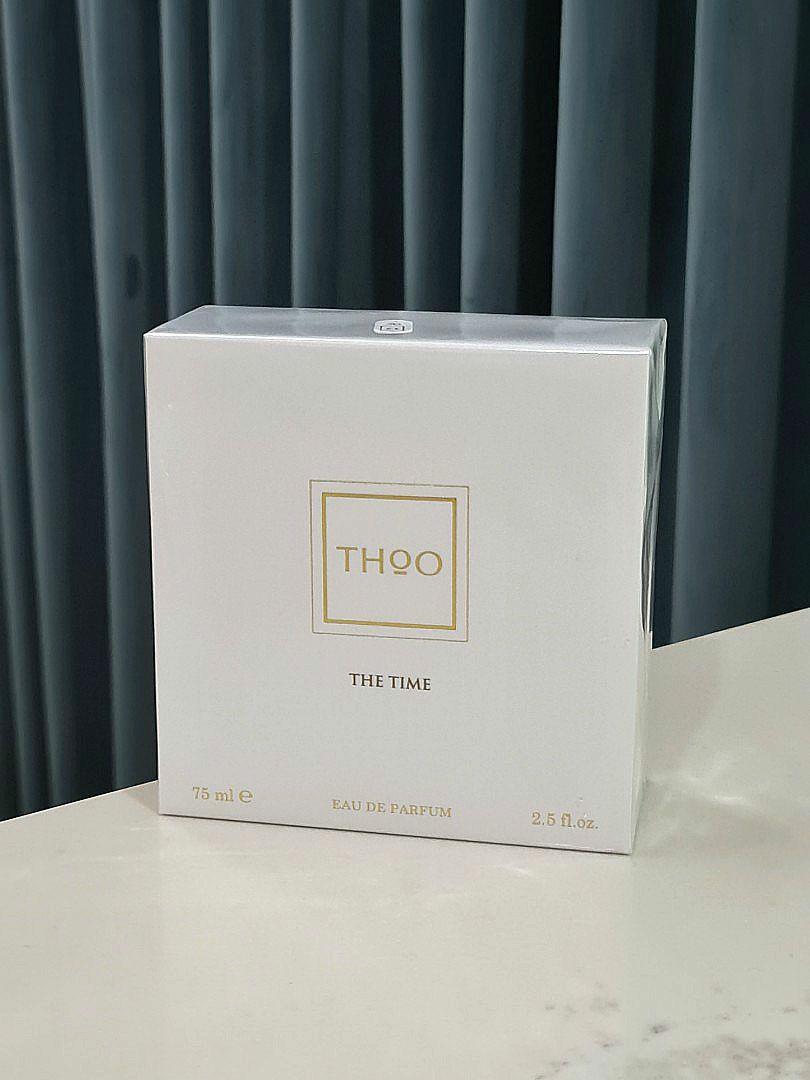 THOO
THE TIME
75 ml ℮
EAU DE PARFUM
2.5 fl.oz.